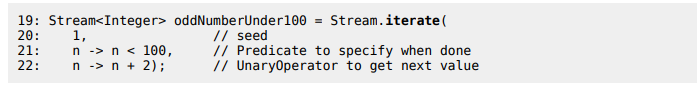 19: Stream<Integer> oddNumberUnder100 = Stream.iterate(
20:    1,                // seed
21:    n -> n < 100,     // Predicate to specify when done
22:    n -> n + 2);      // UnaryOperator to get next value